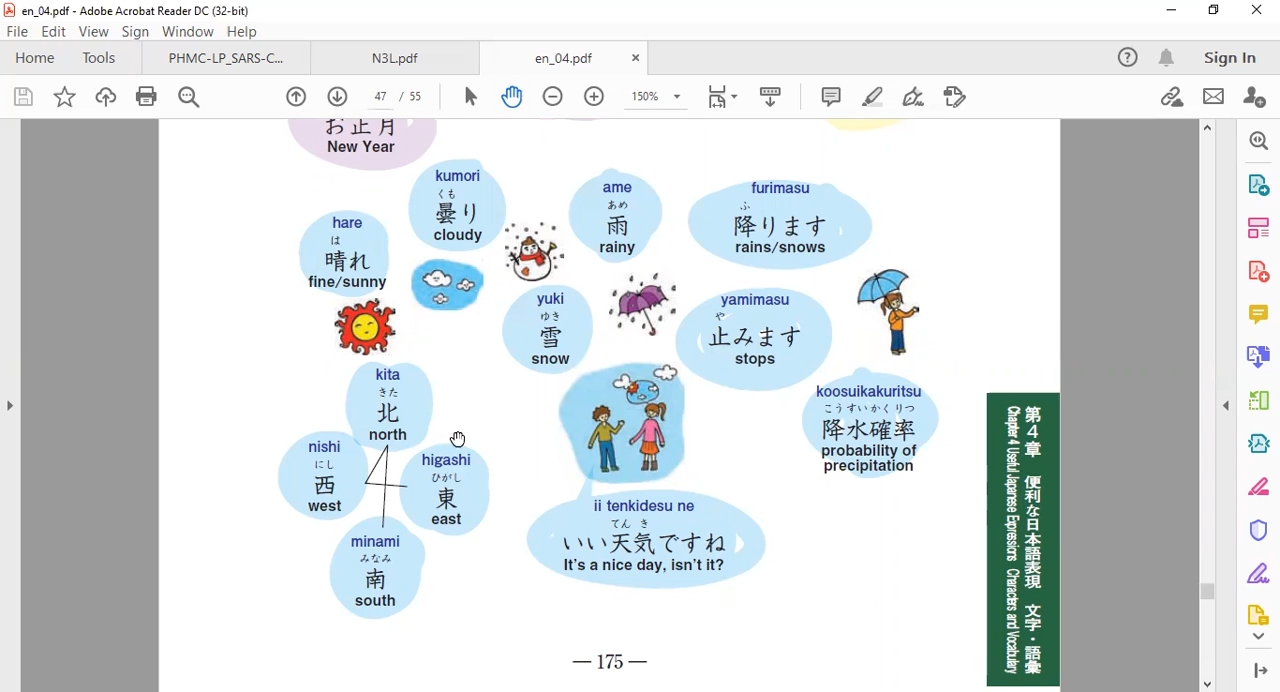 en_04.pdf - Adobe Acrobat Reader DC (32-bit)
File Edit View Sign Window Help
Home Tools PHMC-LP_SARS-C... N3L.pdf en_04.pdf × Sign In
47 / 55 150%
お正月
New Year
kumori
くも
曇り
cloudy
ame
あめ
雨
rainy
furimasu
ふ
降ります
rains/snows
hare
は
晴れ
fine/sunny
yuki
ゆき
雪
snow
yamimasu
や
止みます
stops
koosuikakuritsu
こうすいかくりつ
降水確率
probability of
precipitation
kita
きた
北
north
nishi
にし
西
west
higashi
ひがし
東
east
minami
みなみ
南
south
ii tenkidesu ne
てんき
いい天気ですね
It's a nice day, isn't it?
第4章 便利な日本語表現 文字・語彙
Chapter 4 Useful Japanese Expressions Characters and Vocabulary
— 175 —